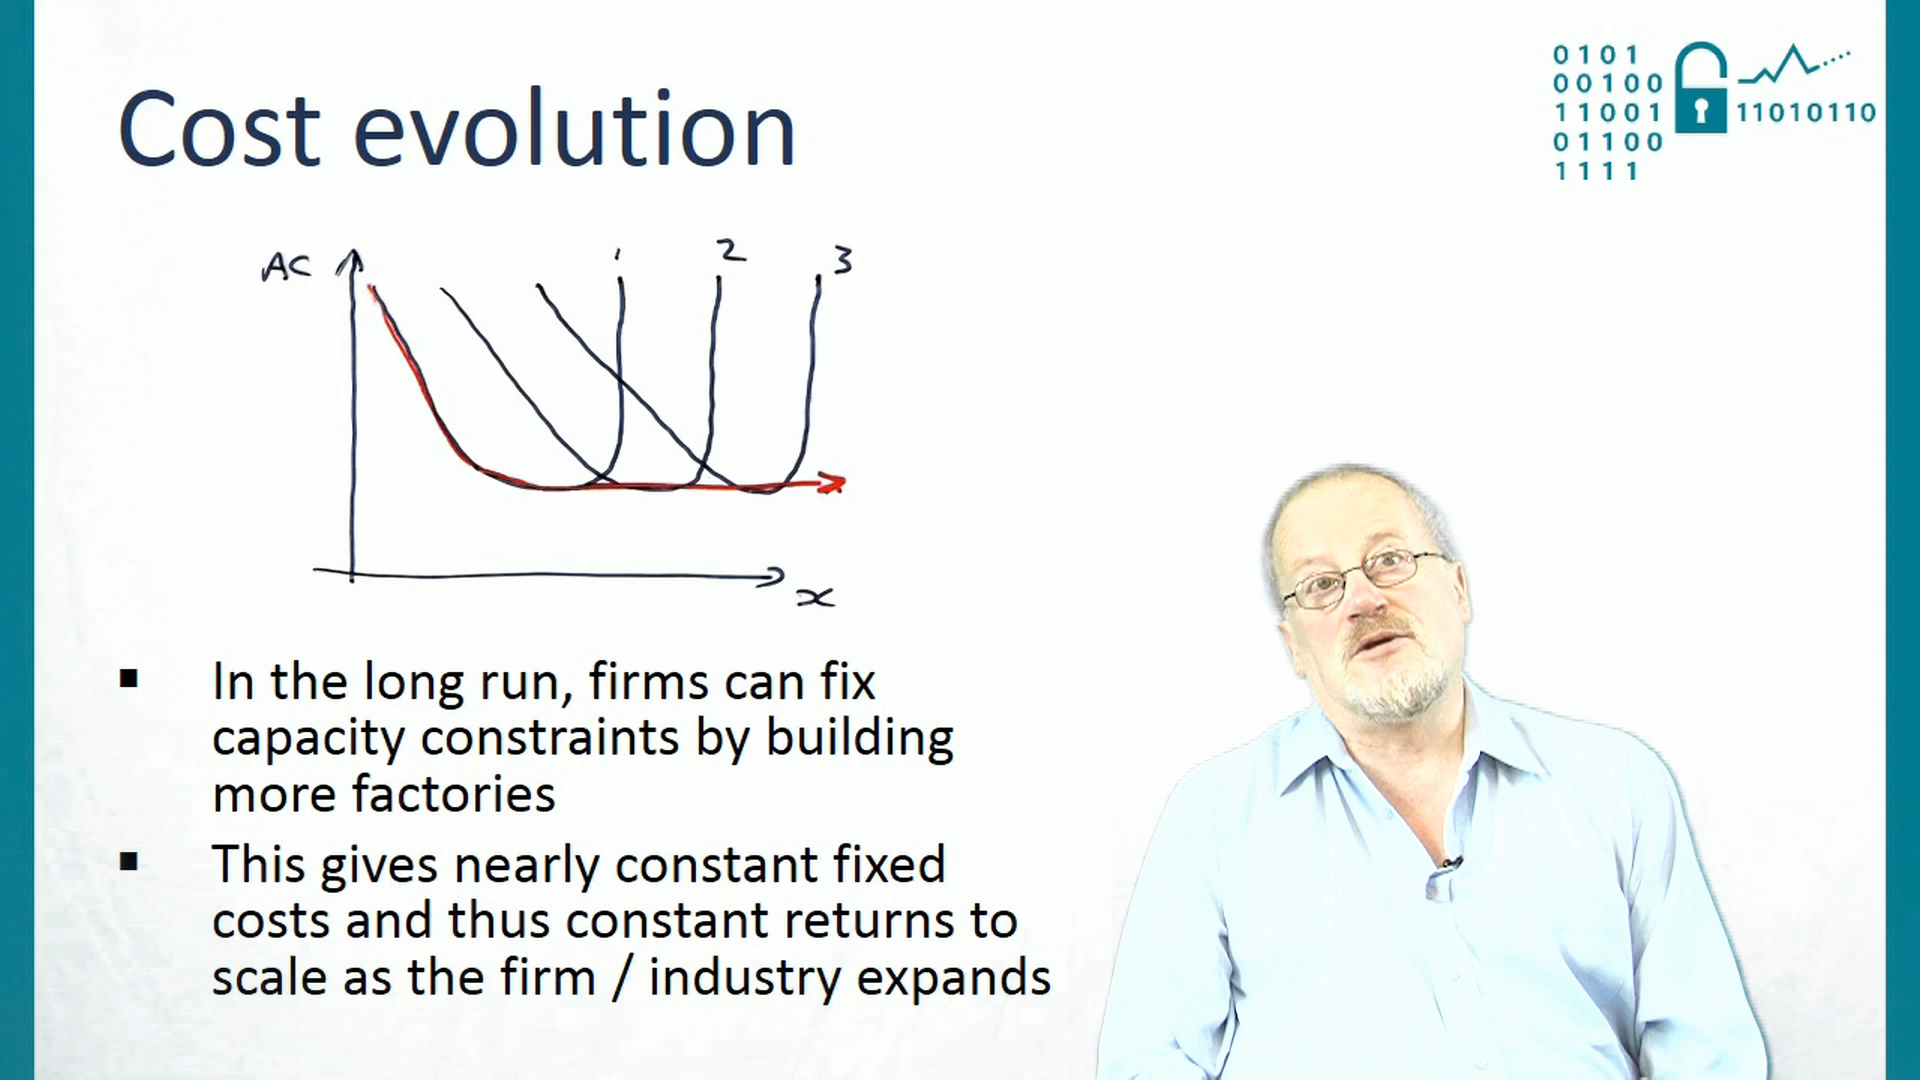 Cost evolution
0101
00100
11001
01100
1111
11010110
AC
1
2
3
x
In the long run, firms can fix
capacity constraints by building
more factories
This gives nearly constant fixed
costs and thus constant returns to
scale as the firm / industry expands